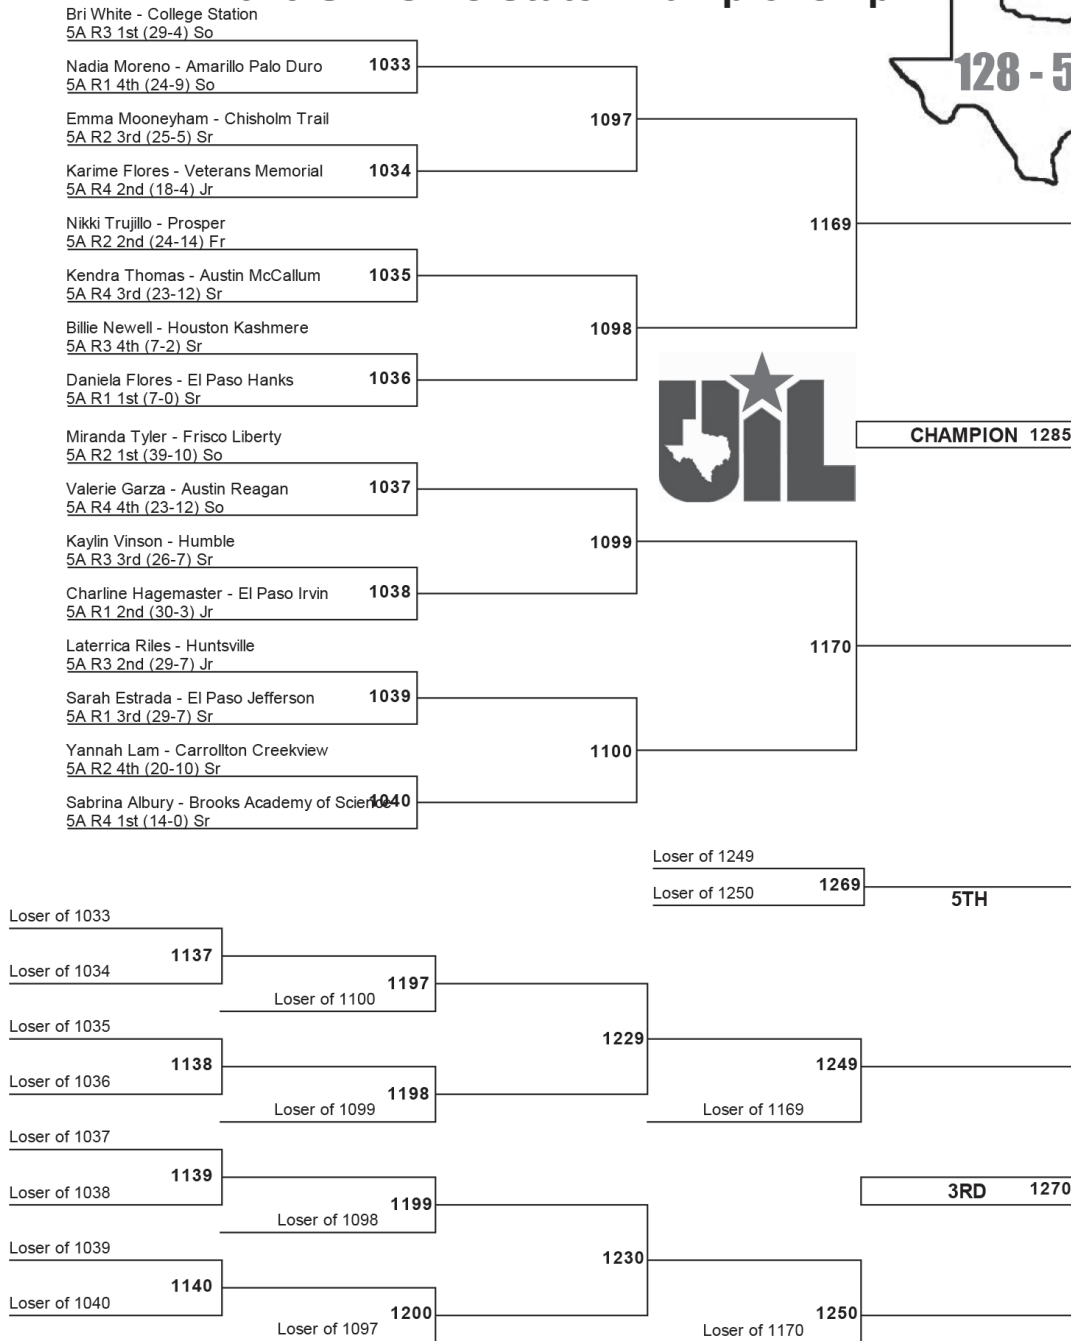 Bri White - College Station
5A R3 1st (29-4) So
Nadia Moreno - Amarillo Palo Duro
1033
5A R1 4th (24-9) So
128 - 5
Emma Mooneyham - Chisholm Trail
1097
5A R2 3rd (25-5) Sr
Karime Flores - Veterans Memorial
1034
5A R4 2nd (18-4) Jr
Nikki Trujillo - Prosper
1169
5A R2 2nd (24-14) Fr
Kendra Thomas - Austin McCallum
1035
5A R4 3rd (23-12) Sr
Billie Newell - Houston Kashmere
1098
5A R3 4th (7-2) Sr
Daniela Flores - El Paso Hanks
1036
5A R1 1st (7-0) Sr
UIL
Miranda Tyler - Frisco Liberty
CHAMPION 1285
5A R2 1st (39-10) So
Valerie Garza - Austin Reagan
1037
5A R4 4th (23-12) So
Kaylin Vinson - Humble
1099
5A R3 3rd (26-7) Sr
Charline Hagemaster - El Paso Irvin
1038
5A R1 2nd (30-3) Jr
Laterrica Riles - Huntsville
1170
5A R3 2nd (29-7) Jr
Sarah Estrada - El Paso Jefferson
1039
5A R1 3rd (29-7) Sr
Yannah Lam - Carrollton Creekview
1100
5A R2 4th (20-10) Sr
Sabrina Albury - Brooks Academy of Science
1040
5A R4 1st (14-0) Sr
Loser of 1249
1269
Loser of 1250
5TH
Loser of 1033
1137
Loser of 1034
1197
Loser of 1100
Loser of 1035
1229
1138
1249
Loser of 1036
1198
Loser of 1099
Loser of 1169
Loser of 1037
1139
Loser of 1038
3RD 1270
1199
Loser of 1098
Loser of 1039
1230
1140
Loser of 1040
1200
1250
Loser of 1097
Loser of 1170